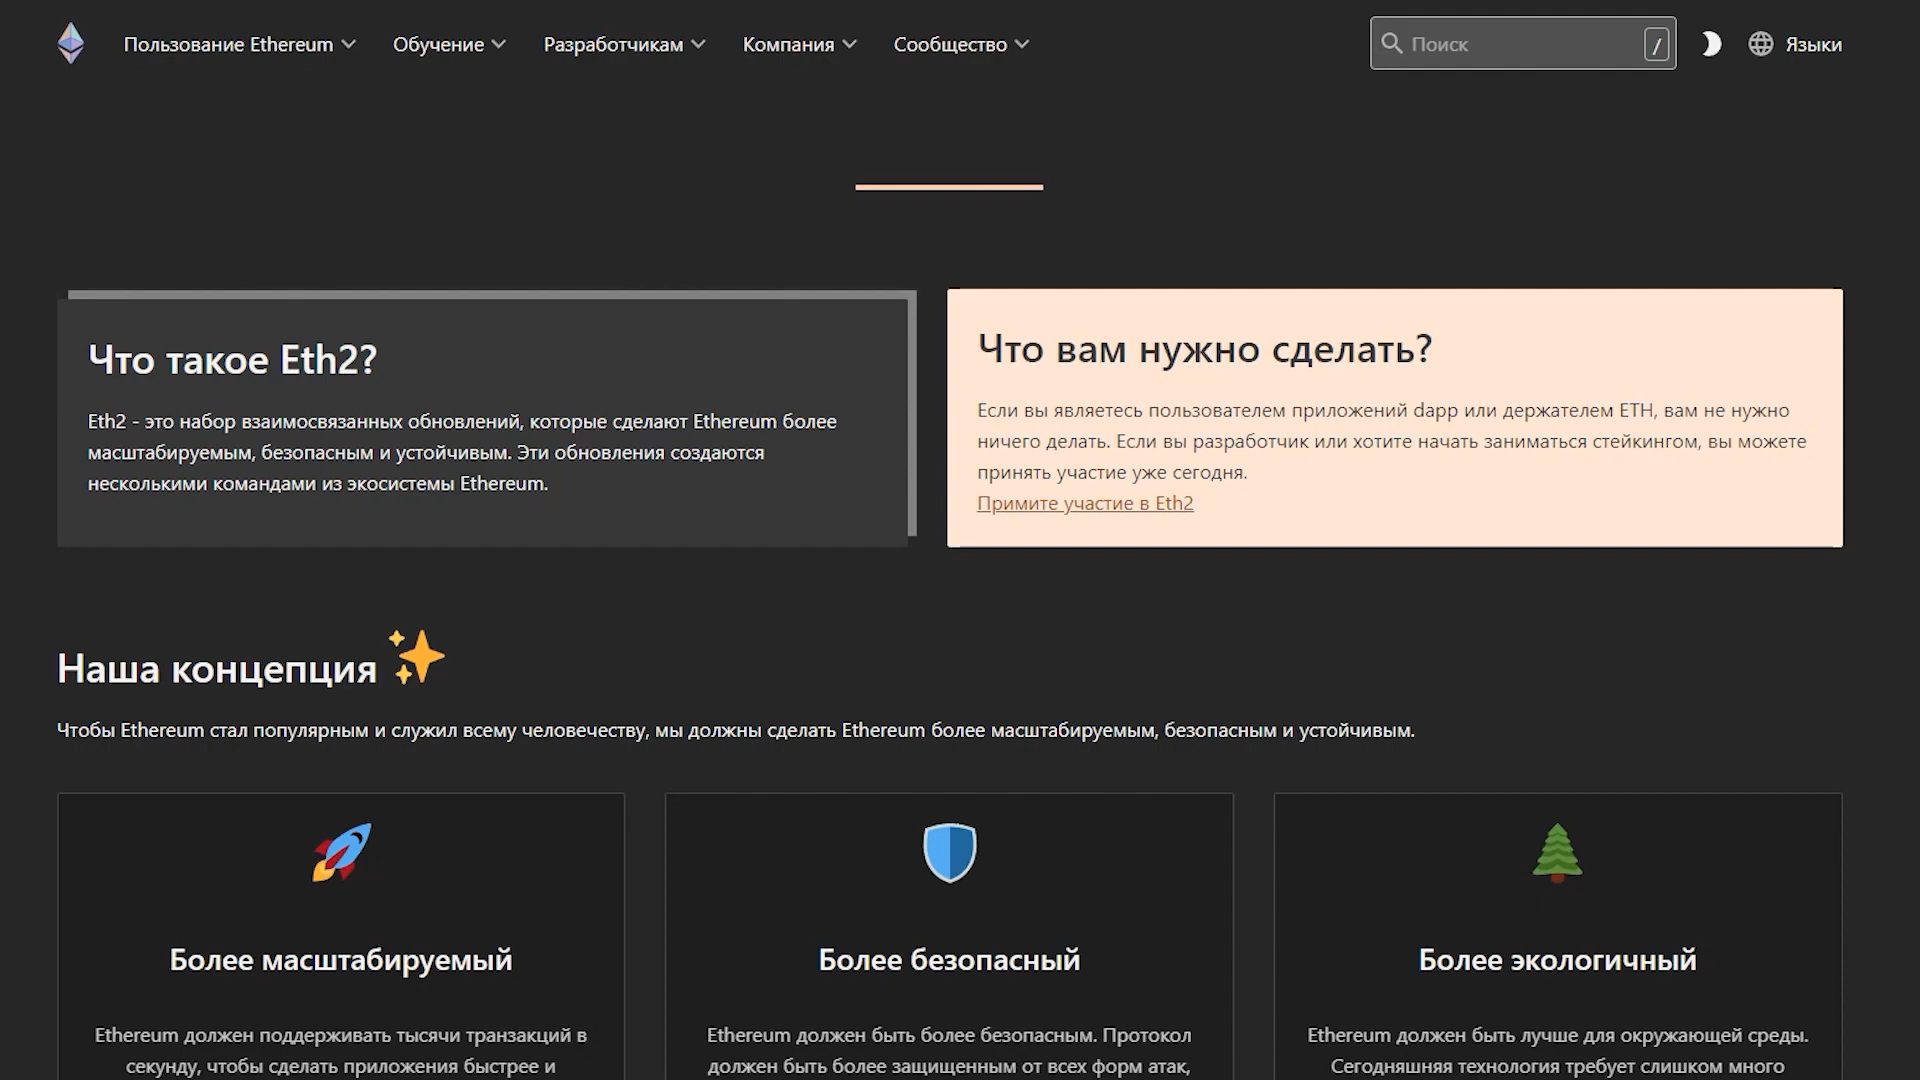 Пользование Ethereum
Обучение
Разработчикам
Компания
Сообщество
Поиск
/
Языки
Что такое Eth2?
Eth2 - это набор взаимосвязанных обновлений, которые сделают Ethereum более
масштабируемым, безопасным и устойчивым. Эти обновления создаются
несколькими командами из экосистемы Ethereum.
Что вам нужно сделать?
Если вы являетесь пользователем приложений dapp или держателем ETH, вам не нужно
ничего делать. Если вы разработчик или хотите начать заниматься стейкингом, вы можете
принять участие уже сегодня.
Примите участие в Eth2
Наша концепция
Чтобы Ethereum стал популярным и служил всему человечеству, мы должны сделать Ethereum более масштабируемым, безопасным и устойчивым.
Более масштабируемый
Ethereum должен поддерживать тысячи транзакций в
секунду, чтобы сделать приложения быстрее и
Более безопасный
Ethereum должен быть более безопасным. Протокол
должен быть более защищенным от всех форм атак,
Более экологичный
Ethereum должен быть лучше для окружающей среды.
Сегодняшняя технология требует слишком много